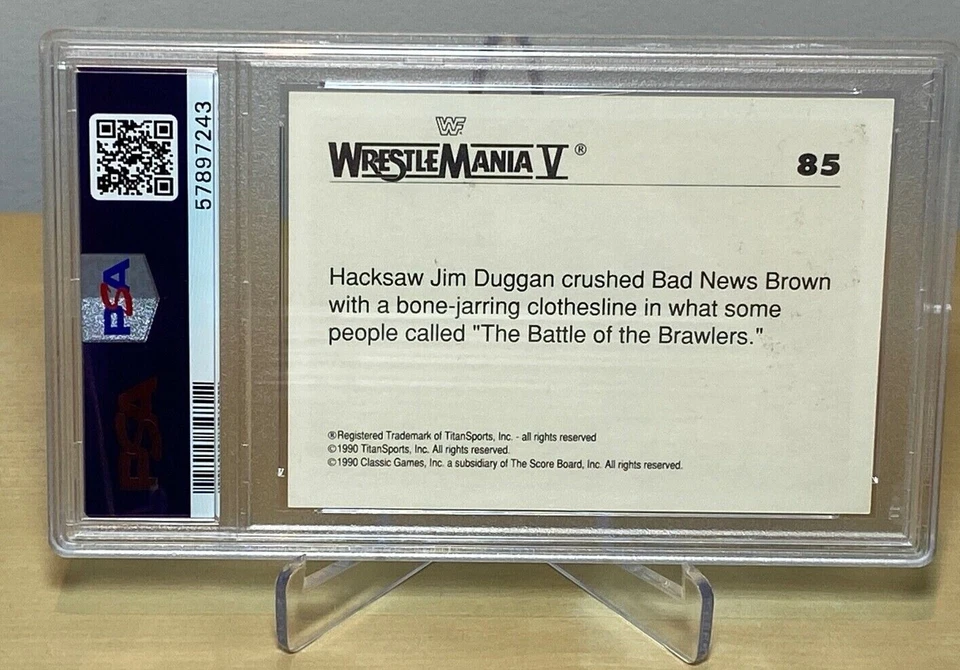 57897243
PSA
PSA
WF
WRESTLEMANIA V ®
85
Hacksaw Jim Duggan crushed Bad News Brown
with a bone-jarring clothesline in what some
people called "The Battle of the Brawlers."
®Registered Trademark of TitanSports, Inc. - all rights reserved
©1990 TitanSports, Inc. All rights reserved.
©1990 Classic Games, Inc. a subsidiary of The Score Board, Inc. All rights reserved.